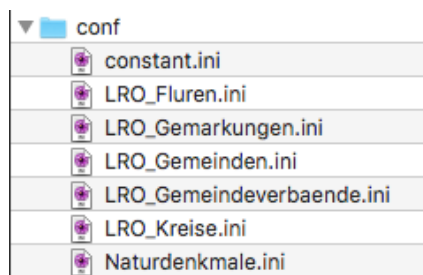 conf
constant.ini
LRO_Fluren.ini
LRO_Gemarkungen.ini
LRO_Gemeinden.ini
LRO_Gemeindeverbaende.ini
LRO_Kreise.ini
Naturdenkmale.ini